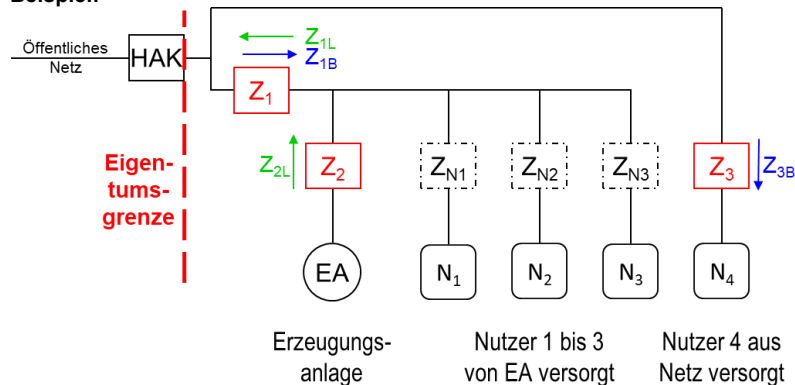 Öffentliches
Netz
HAK
Z1L
Z1B
Z1
Eigen-
tums-
grenze
Z2L
Z2
ZN1
ZN2
ZN3
Z3
Z3B
EA
N1
N2
N3
N4
Erzeugungs-
anlage
Nutzer 1 bis 3
von EA versorgt
Nutzer 4 aus
Netz versorgt